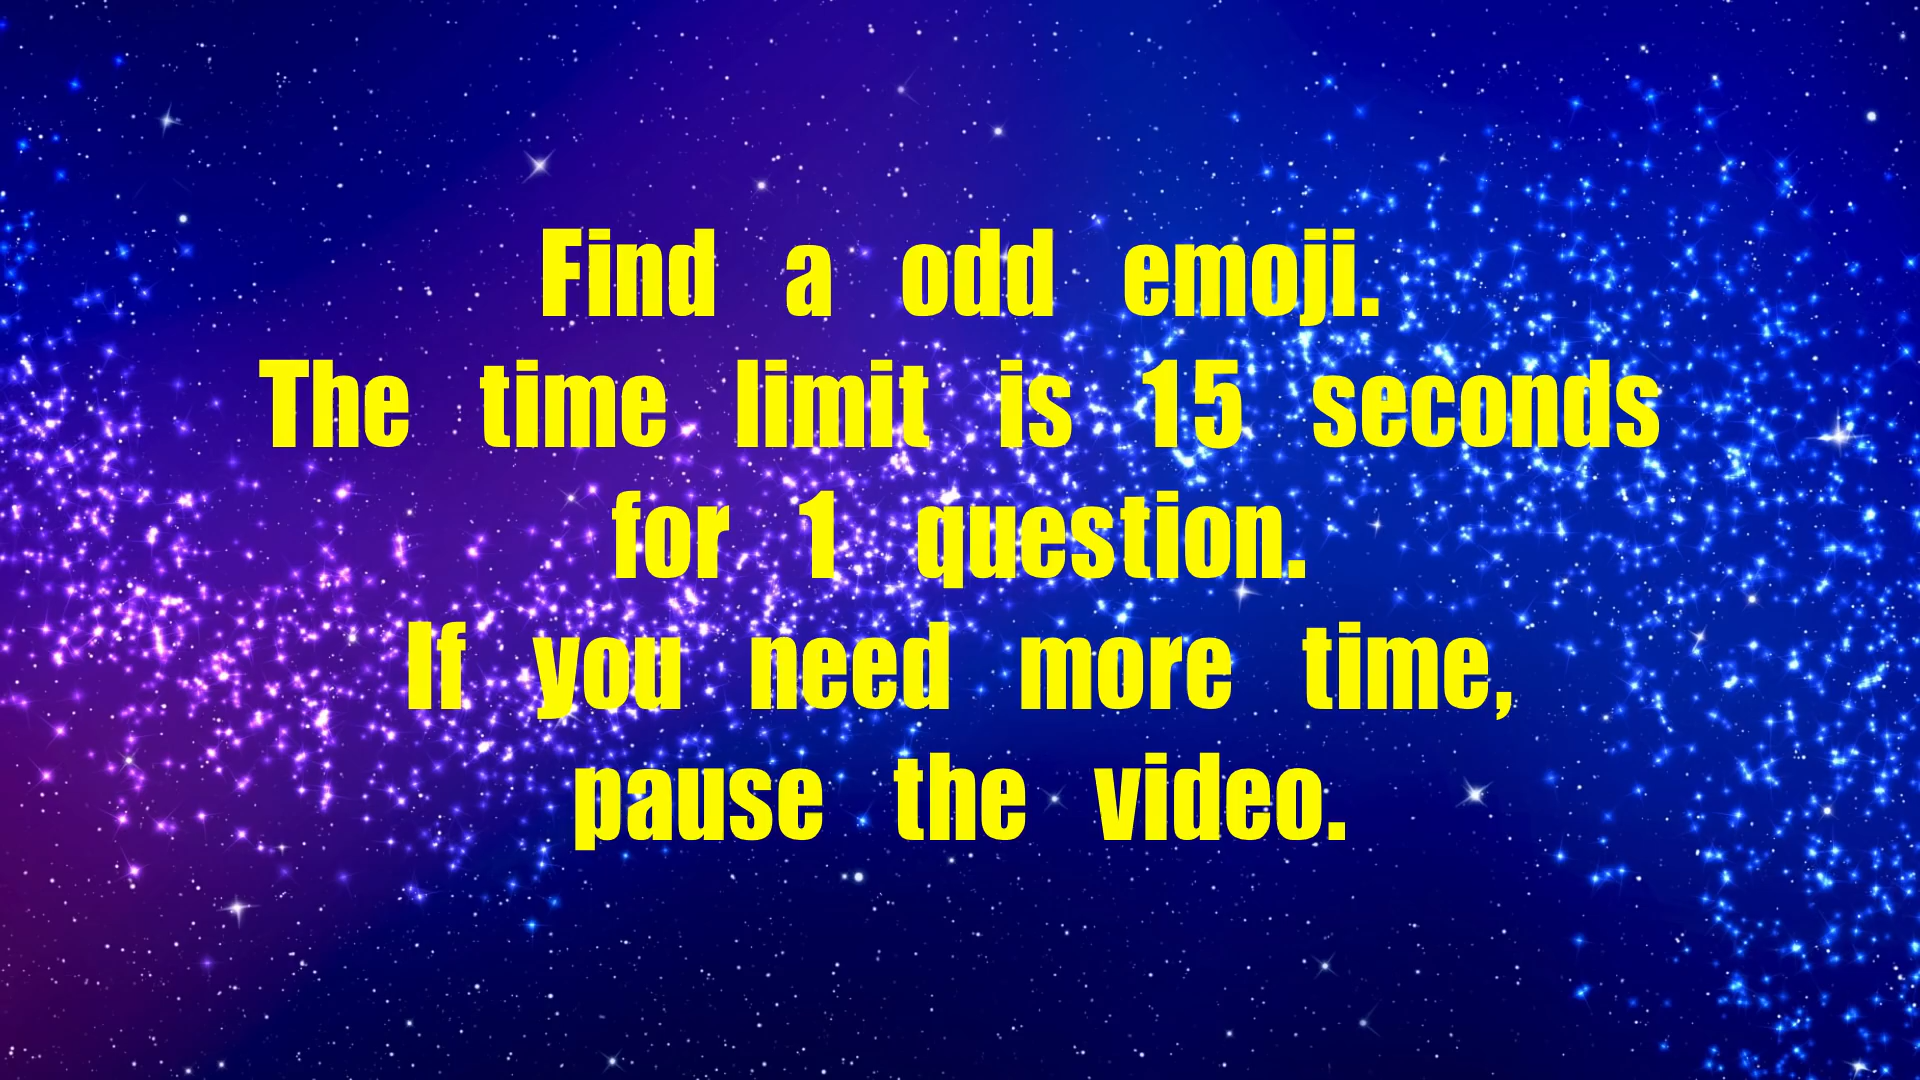 Find a odd emoji.
The time limit is 15 seconds
for 1 question.
If you need more time,
pause the video.